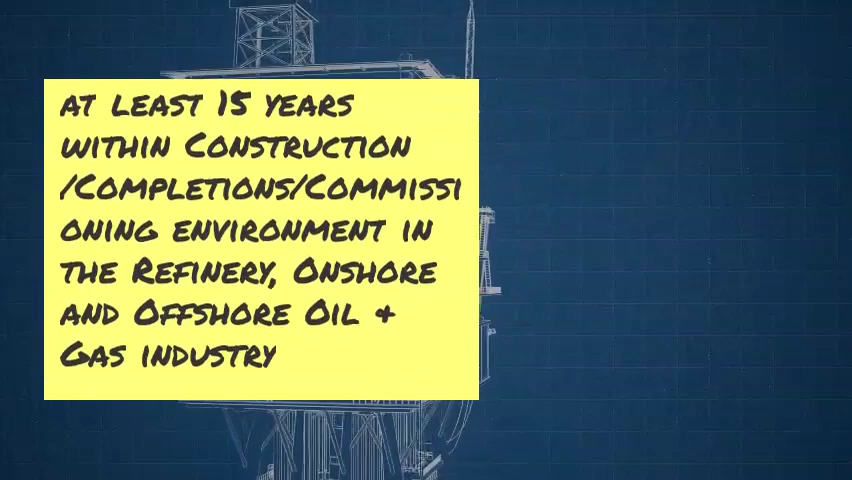 at least 15 years
within Construction
/Completions/Commissi
oning environment in
the Refinery, Onshore
and Offshore Oil &
Gas industry